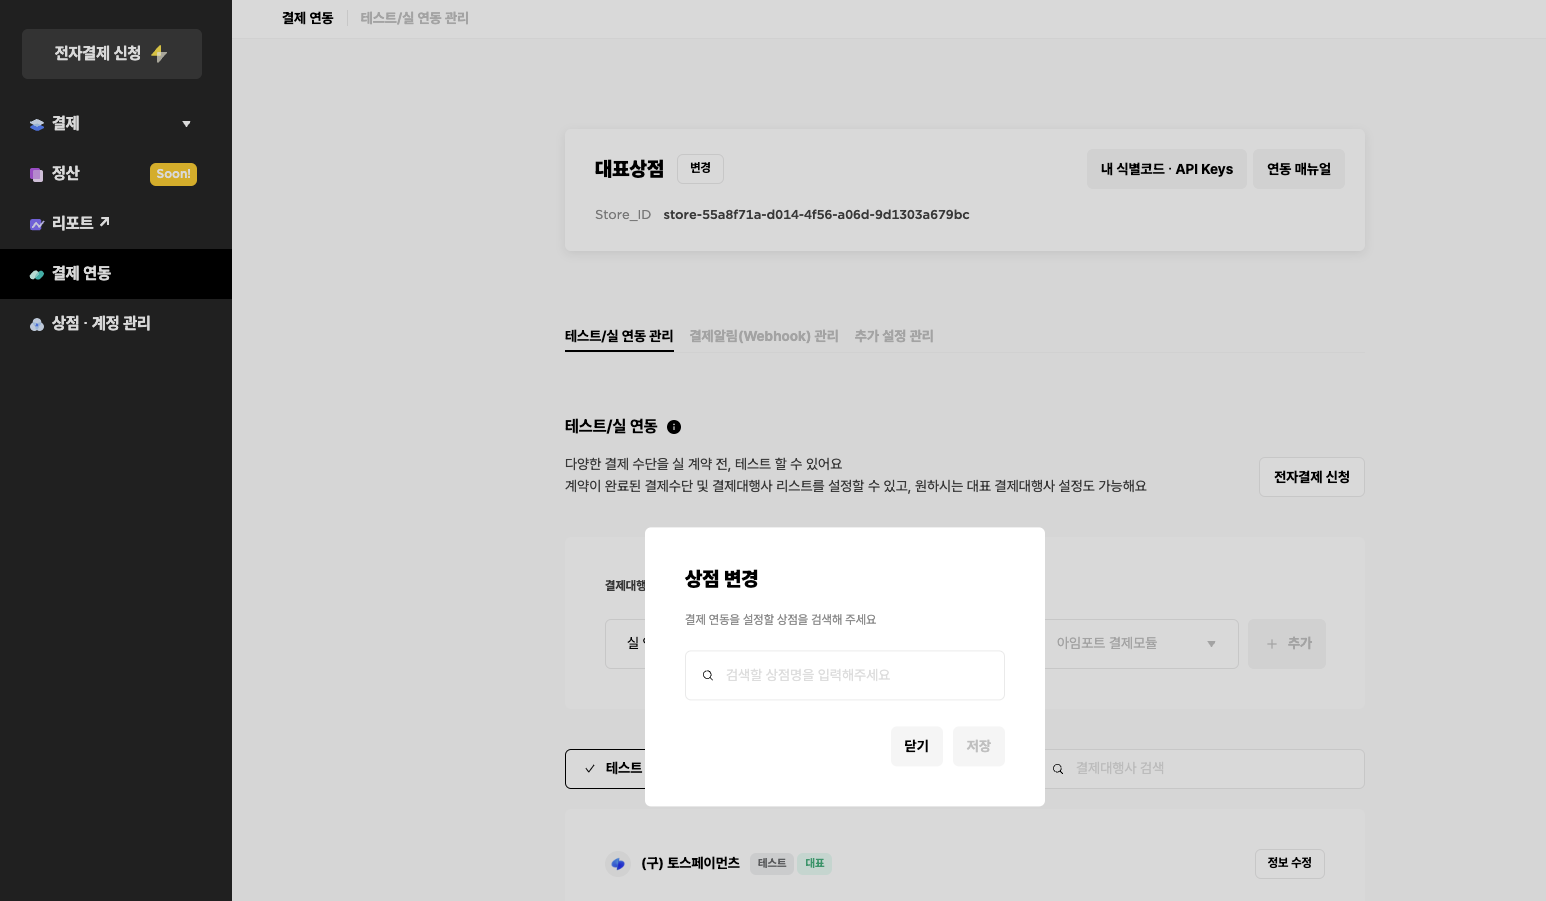 결제 연동
테스트/실 연동 관리
전자결제 신청
결제
정산
Soon!
리포트
결제 연동
상점 · 계정 관리
대표상점
변경
내 식별코드 · API Keys
연동 매뉴얼
Store_ID store-55a8f71a-d014-4f56-a06d-9d1303a679bc
테스트/실 연동 관리
결제알림(Webhook) 관리
추가 설정 관리
테스트/실 연동
다양한 결제 수단을 실 계약 전, 테스트 할 수 있어요
계약이 완료된 결제수단 및 결제대행사 리스트를 설정할 수 있고, 원하시는 대표 결제대행사 설정도 가능해요
전자결제 신청
결제대행
실
아임포트 결제모듈
+ 추가
상점 변경
결제 연동을 설정할 상점을 검색해 주세요
검색할 상점명을 입력해주세요
닫기
저장
테스트
결제대행사 검색
(구) 토스페이먼츠
테스트
대표
정보 수정